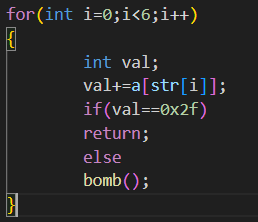 for(int i=0;i<6;i++)
{
int val;
val+=a[str[i]];
if(val==0x2f)
return;
else
bomb();
}